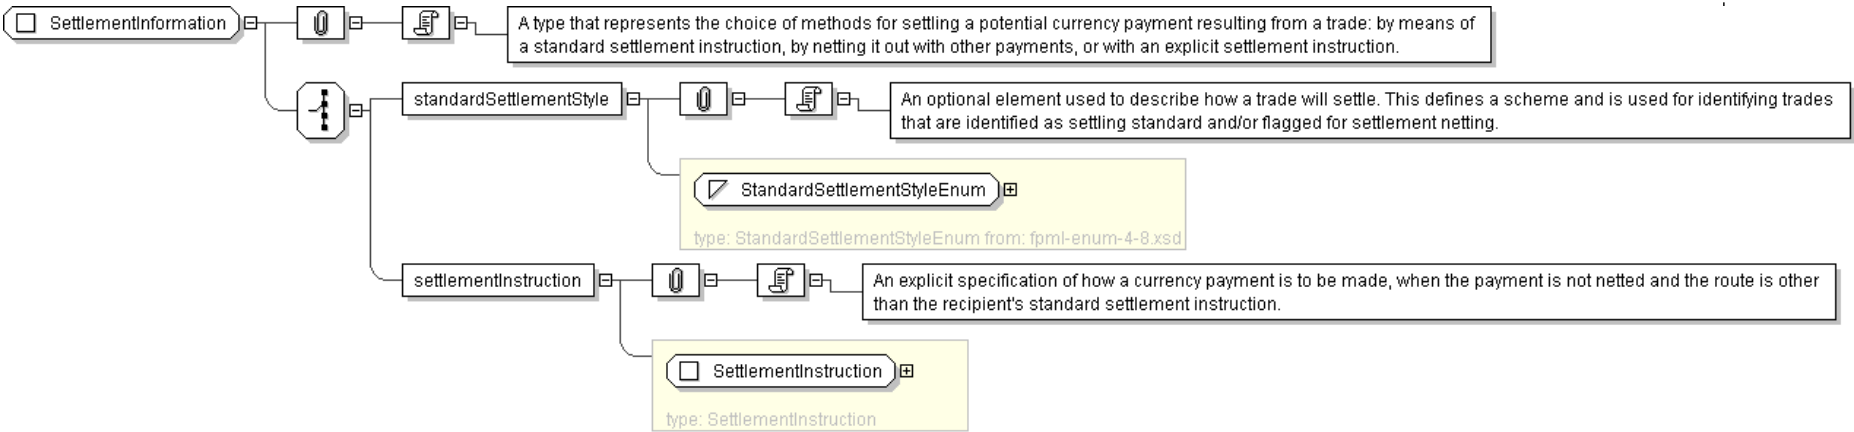 SettlementInformation
A type that represents the choice of methods for settling a potential currency payment resulting from a trade: by means of
a standard settlement instruction, by netting it out with other payments, or with an explicit settlement instruction.
standardSettlementStyle
An optional element used to describe how a trade will settle. This defines a scheme and is used for identifying trades
that are identified as settling standard and/or flagged for settlement netting.
StandardSettlementStyleEnum
type: StandardSettlementStyleEnum from: fpml-enum-4-8.xsd
settlementInstruction
An explicit specification of how a currency payment is to be made, when the payment is not netted and the route is other
than the recipient's standard settlement instruction.
SettlementInstruction
type: SettlementInstruction